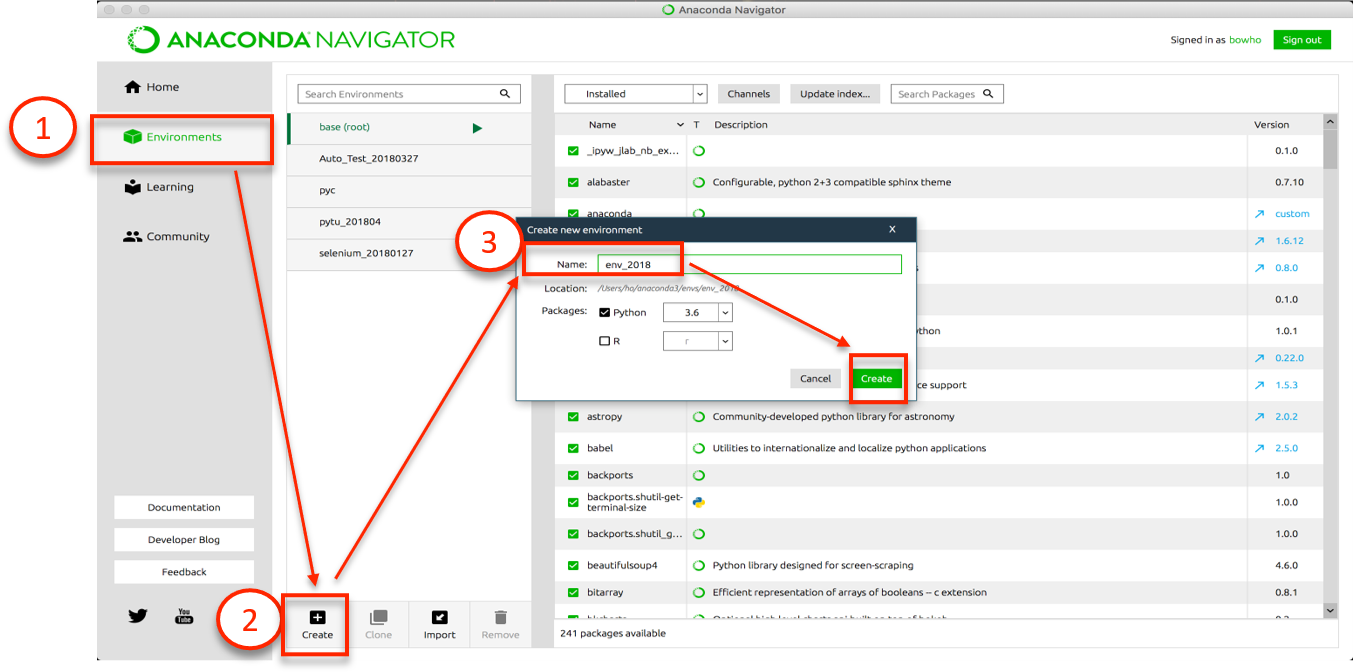 Anaconda Navigator
ANACONDA NAVIGATOR
Signed in as bowho
Sign out
1
Home
Environments
Learning
Community
Documentation
Developer Blog
Feedback
You Tube
Search Environments
base (root)
Auto_Test_20180327
pyc
pytu_201804
selenium_20180127
2
Create
Clone
Import
Remove
Installed
Channels
Update index...
Search Packages
Name T Description Version
_ipyw_jlab_nb_ex... 0.1.0
alabaster Configurable, python 2+3 compatible sphinx theme 0.7.10
anaconda custom
1.6.12
0.8.0
0.1.0
1.0.1
0.22.0
ce support 1.5.3
astropy Community-developed python library for astronomy 2.0.2
babel Utilities to internationalize and localize python applications 2.5.0
backports 1.0
backports.shutil-get-
terminal-size 1.0.0
backports.shutil_g... 1.0.0
beautifulsoup4 Python library designed for screen-scraping 4.6.0
bitarray Efficient representation of arrays of booleans -- c extension 0.8.1
241 packages available
3
Create new environment X
Name: env_2018
Location: /Users/ho/anaconda3/envs/env_2018
Packages: Python 3.6
R r
Cancel
Create